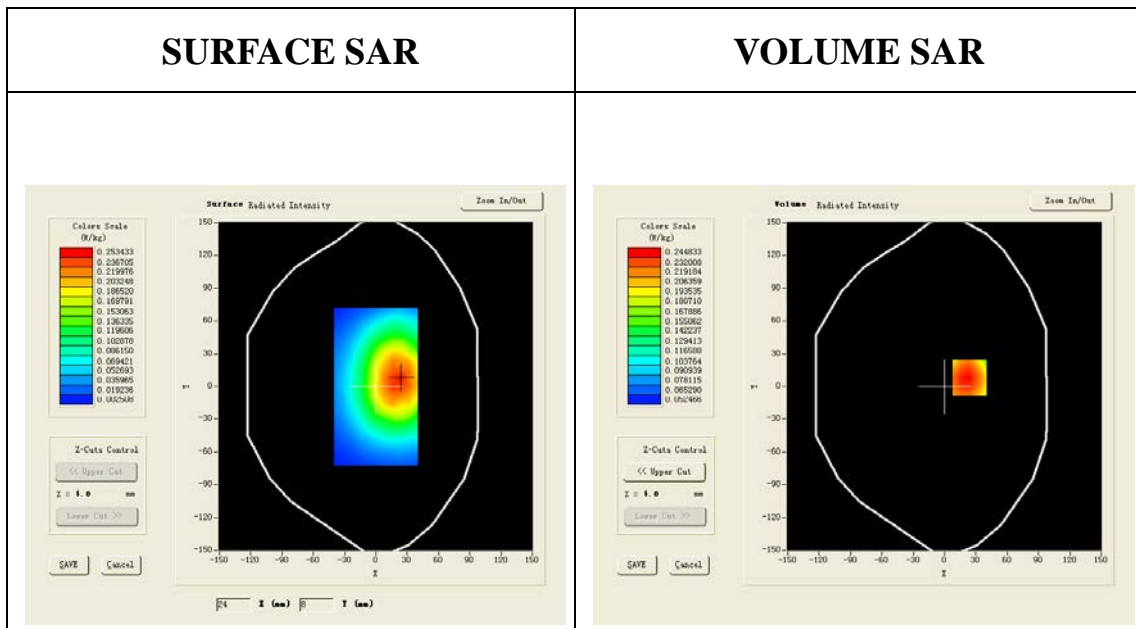 SURFACE SAR
VOLUME SAR
Surface Radiated Intensity
Zoom In/Out
Colors Scale
(W/kg)
0.253433
0.236705
0.219976
0.203248
0.186520
0.169791
0.153063
0.136335
0.119606
0.102878
0.086150
0.069421
0.052693
0.035965
0.019236
0.002508
150
120
90
60
30
0
-30
-60
-90
-120
-150
Y
-150 -120 -90 -60 -30 0 30 60 90 120 150
X
Z-Cuts Control
<< Upper Cut
Z = 4.0 mm
Lower Cut >>
SAVE Cancel
24 X (mm) 8 Y (mm)
Volume Radiated Intensity
Zoom In/Out
Colors Scale
(W/kg)
0.244833
0.232008
0.219184
0.206359
0.193535
0.180710
0.167886
0.155062
0.142237
0.129413
0.116588
0.103764
0.090939
0.078115
0.065290
0.052466
150
120
90
60
30
0
-30
-60
-90
-120
-150
Y
-150 -120 -90 -60 -30 0 30 60 90 120 150
X
Z-Cuts Control
<< Upper Cut
Z = 4.0 mm
Lower Cut >>
SAVE Cancel